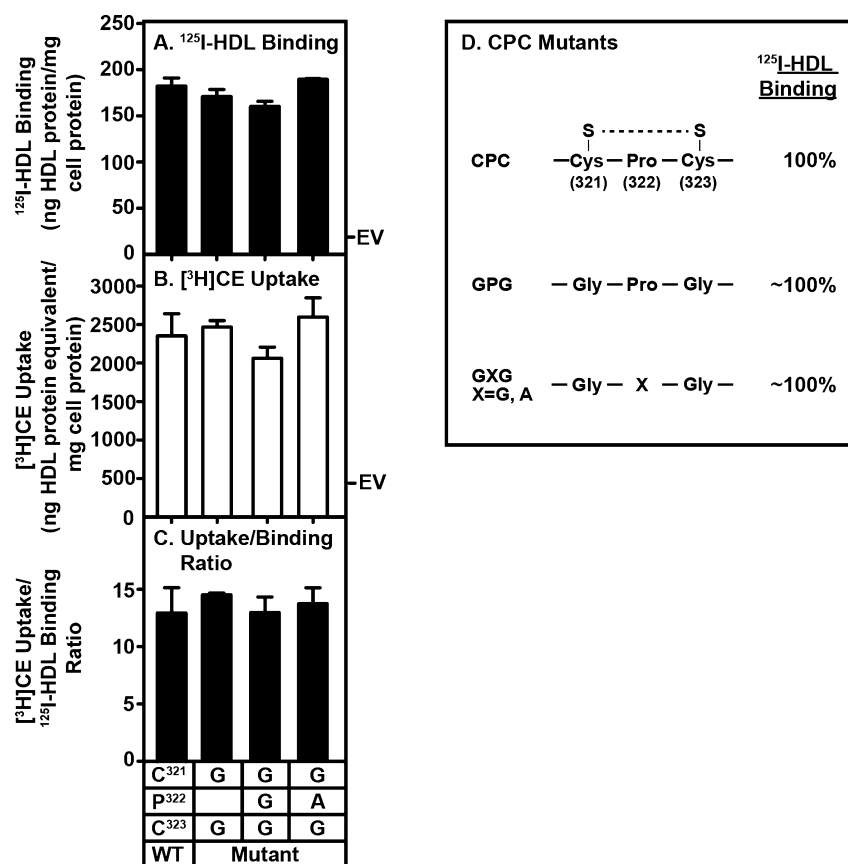 A. ¹²⁵I-HDL Binding
¹²⁵I-HDL Binding
(ng HDL protein/mg
cell protein)
250
200
150
100
50
0
EV
B. [³H]CE Uptake
[³H]CE Uptake
(ng HDL protein equivalent/
mg cell protein)
3000
2500
2000
1500
1000
500
0
EV
C. Uptake/Binding
Ratio
[³H]CE Uptake/
¹²⁵I-HDL Binding
Ratio
15
10
5
0
C³²¹ G G G
P³²² G A
C³²³ G G G
WT Mutant
D. CPC Mutants
¹²⁵I-HDL
Binding
S S
CPC Cys Pro Cys 100%
(321) (322) (323)
GPG Gly Pro Gly ~100%
GXG Gly X Gly ~100%
X=G, A